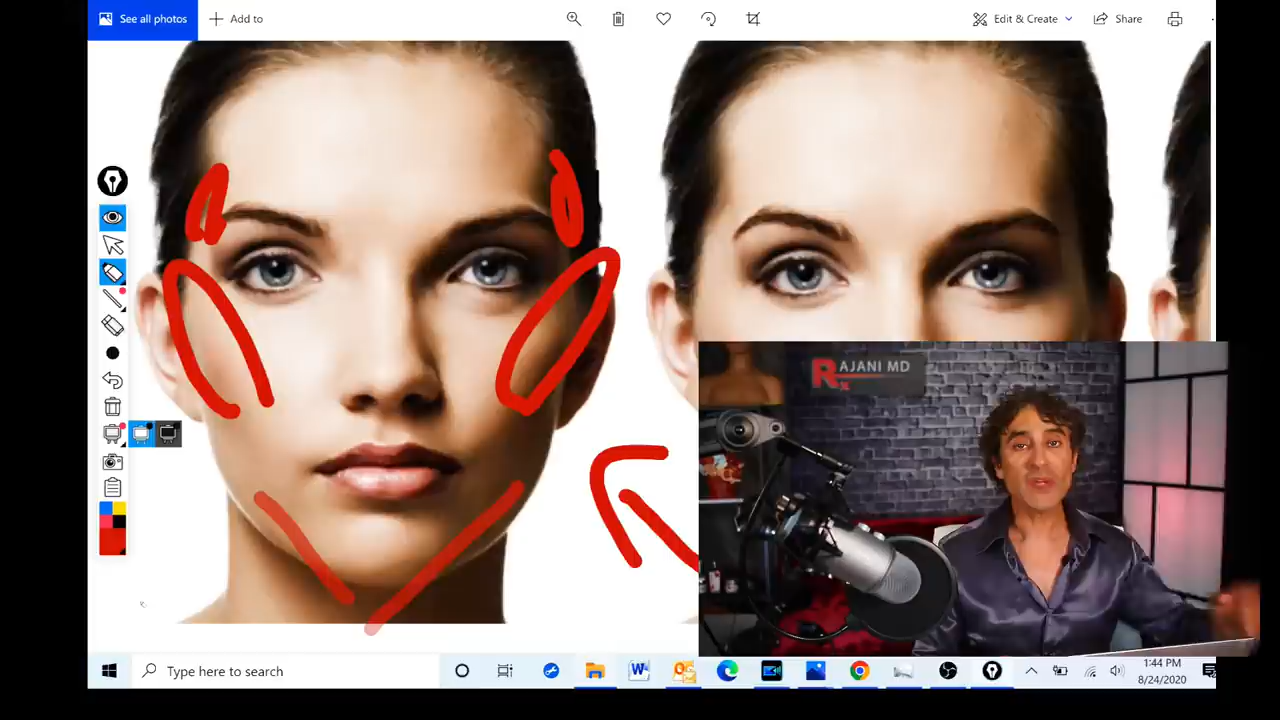 See all photos
Add to
Edit & Create
Share
RAJANI MD
Type here to search
1:44 PM
8/24/2020